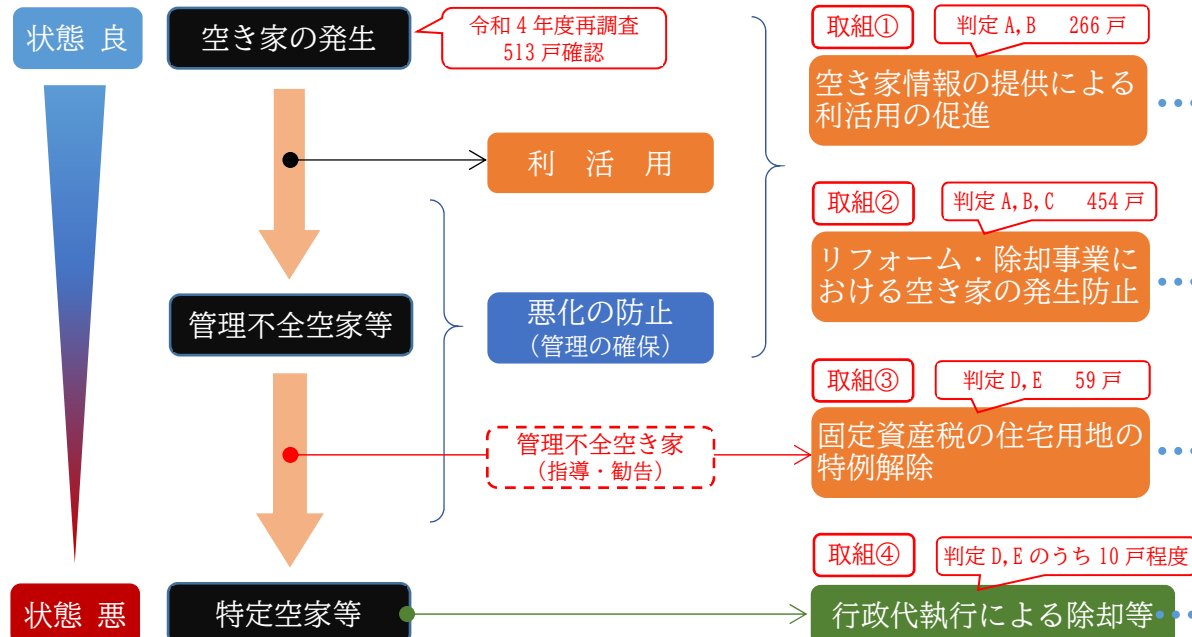 状態 良
空き家の発生
令和4年度再調査
513戸確認
利 活 用
管理不全空家等
悪化の防止
（管理の確保）
管理不全空き家
（指導・勧告）
状態 悪
特定空家等
取組①
判定A,B 266戸
空き家情報の提供による
利活用の促進
取組②
判定A,B,C 454戸
リフォーム・除却事業に
おける空き家の発生防止
取組③
判定D,E 59戸
固定資産税の住宅用地の
特例解除
取組④
判定D,Eのうち10戸程度
行政代執行による除却等